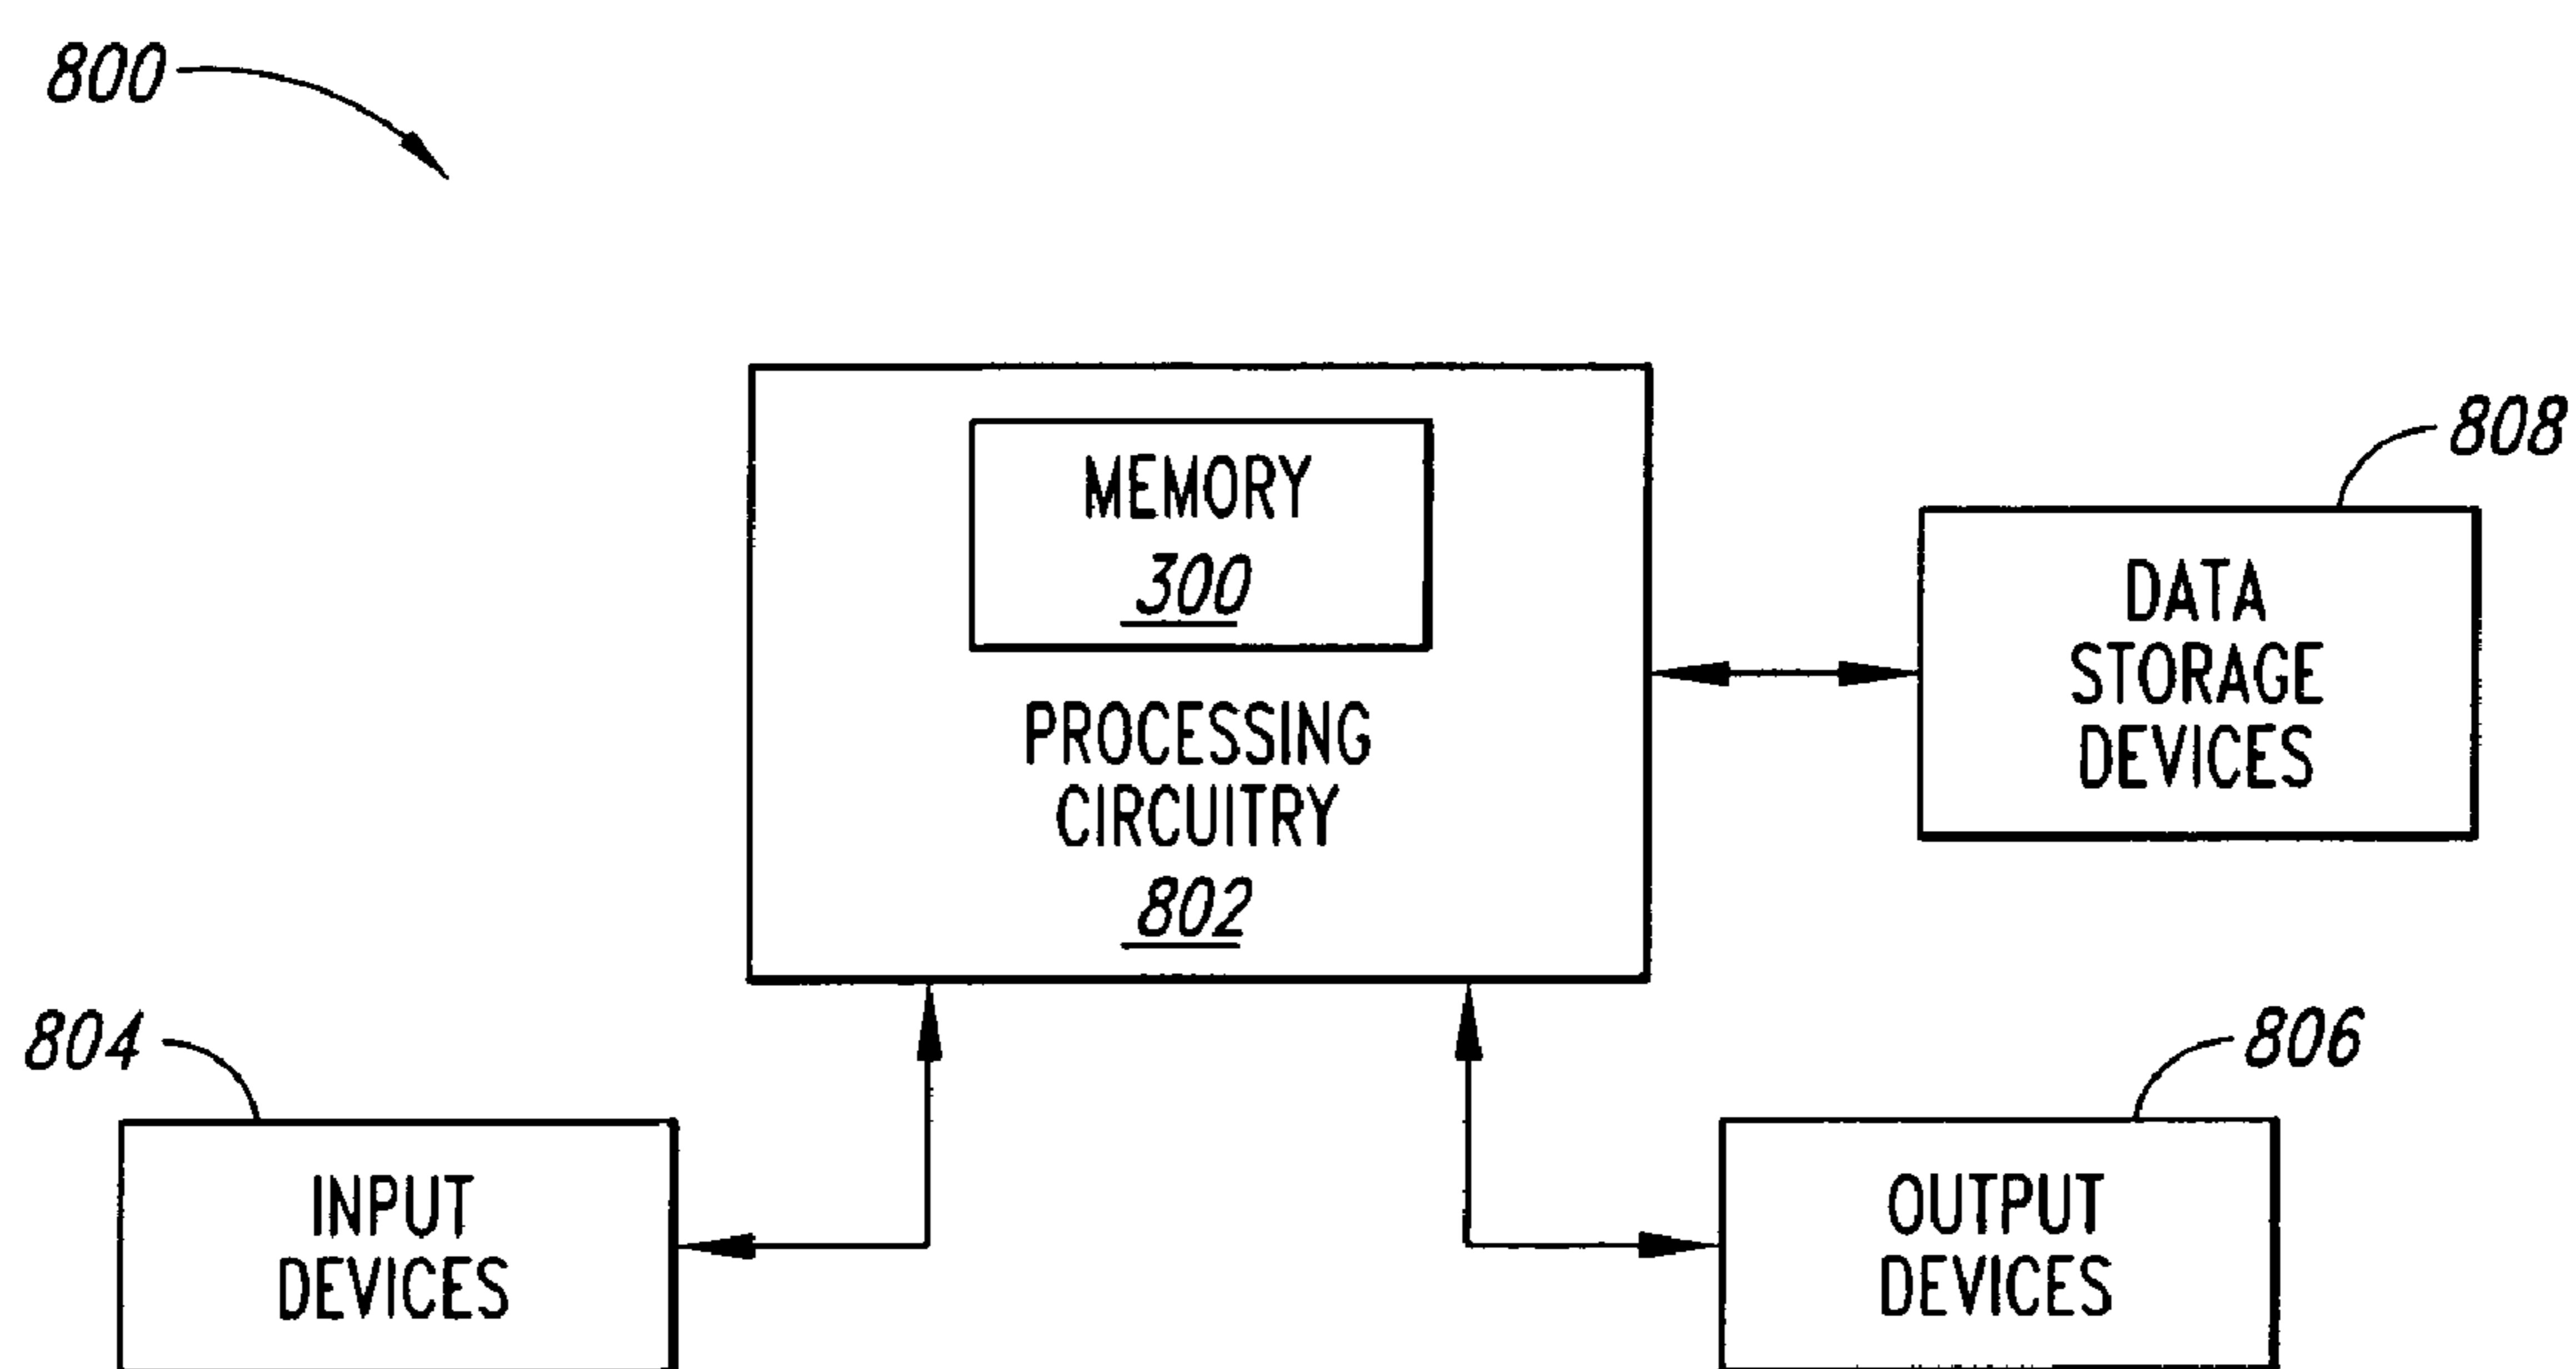 800
MEMORY
300
808
DATA
STORAGE
DEVICES
PROCESSING
CIRCUITRY
802
804
INPUT
DEVICES
806
OUTPUT
DEVICES